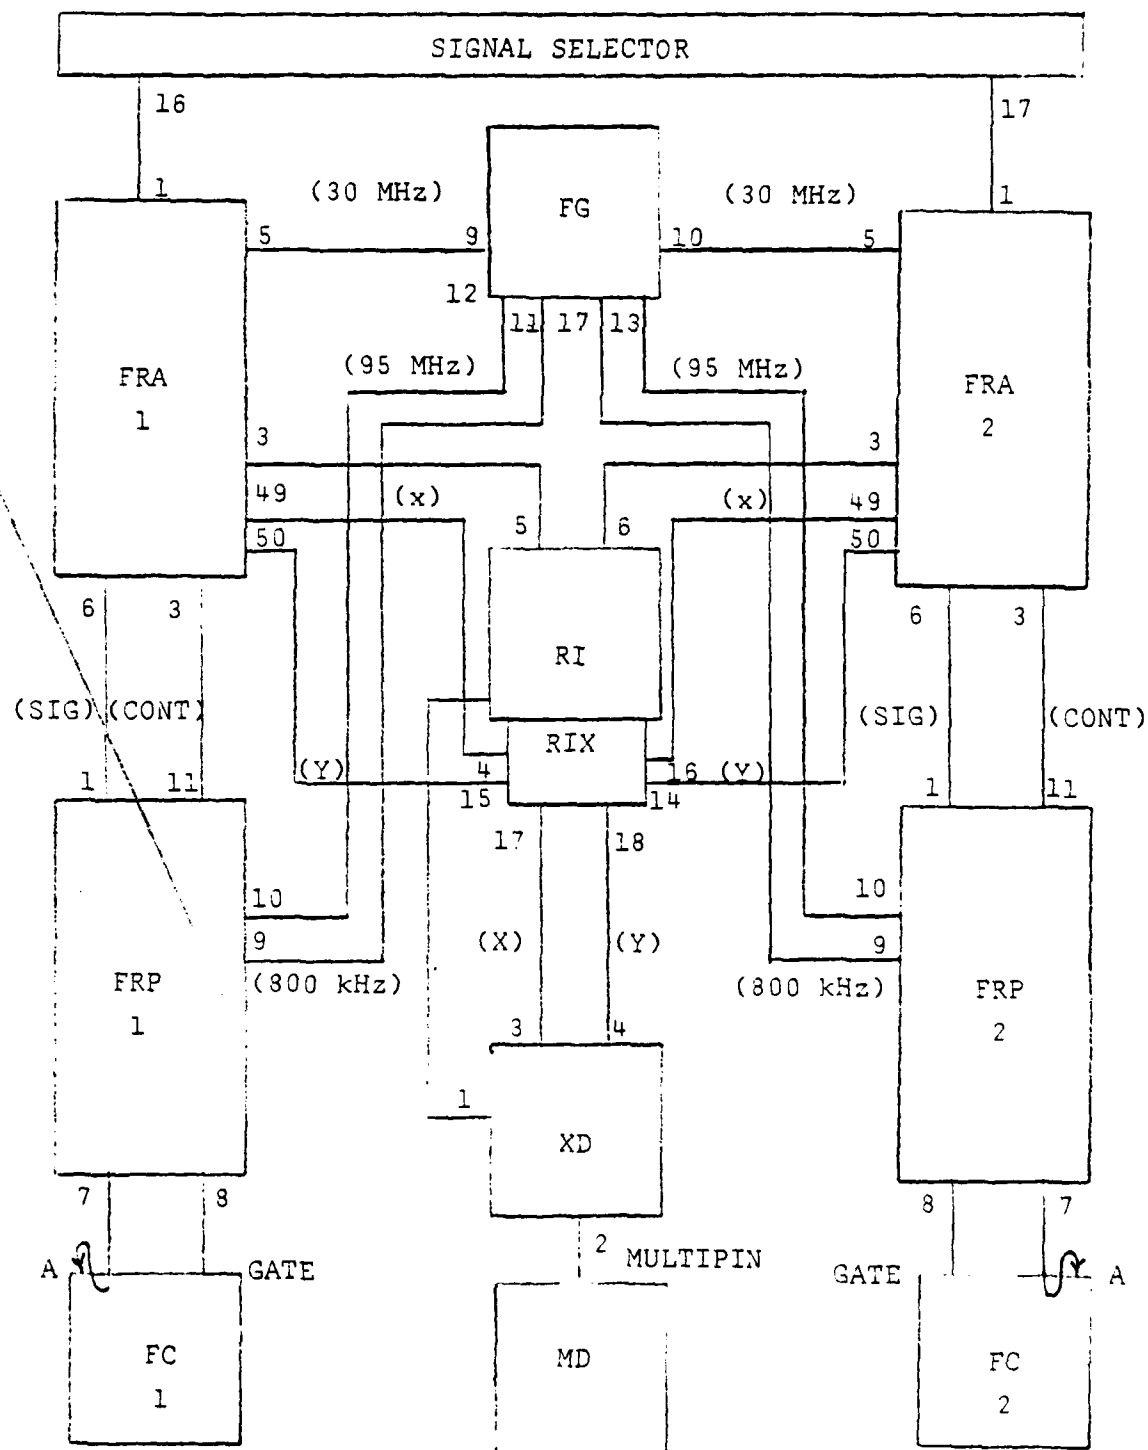 SIGNAL SELECTOR
16 17
1 (30 MHz) FG (30 MHz) 1
5 9 10 5
12 11 17 13
(95 MHz) (95 MHz)
FRA FRA
1 2
3 3
49 (x) (x) 49
50 5 6 50
6 3 6 3
RI
(SIG) (CONT) (SIG) (CONT)
RIX
(Y) 4 16 (Y)
1 11 15 14 1 11
17 18
10 10
9 (X) (Y) 9
FRP (800 kHz) (800 kHz) FRP
1 2
3 4
1
XD
7 8 8 7
2 MULTIPIN
A GATE GATE A
FC MD FC
1 2